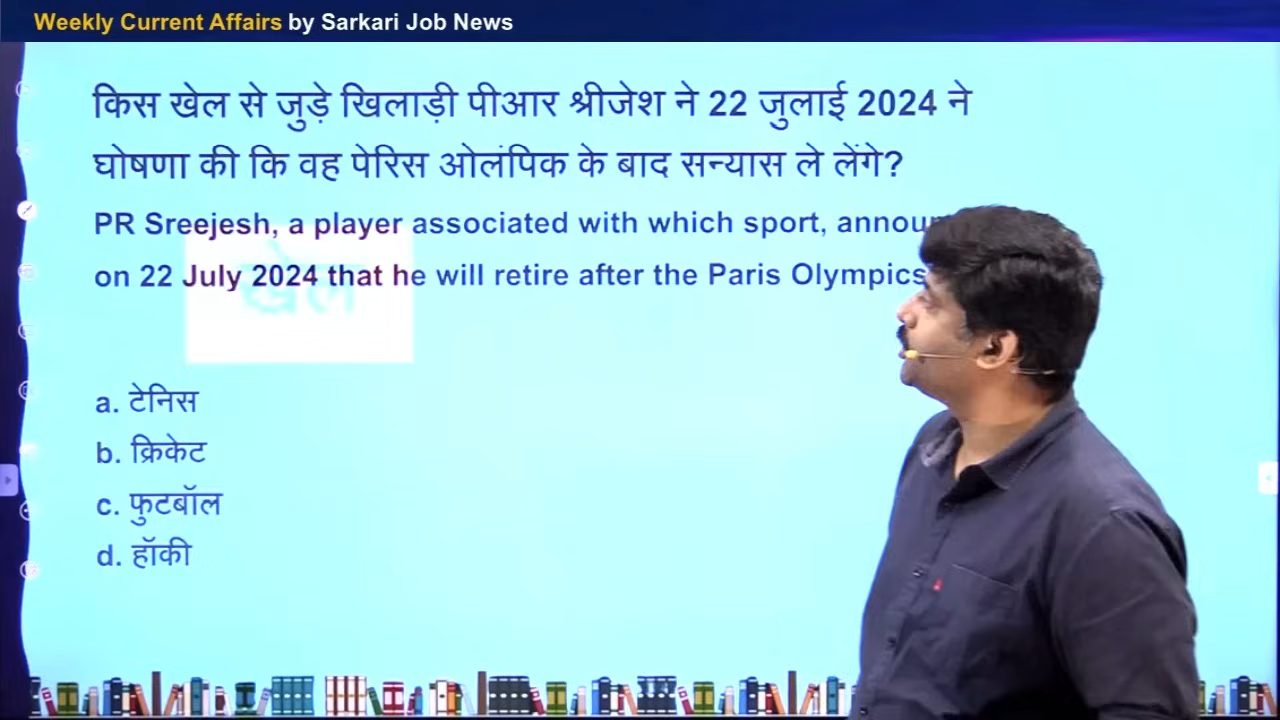 Weekly Current Affairs by Sarkari Job News
किस खेल से जुड़े खिलाड़ी पीआर श्रीजेश ने 22 जुलाई 2024 ने
घोषणा की कि वह पेरिस ओलंपिक के बाद सन्यास ले लेंगे?
PR Sreejesh, a player associated with which sport,
on 22 July 2024 that he will retire after the Paris Olympics
खेल
a. टेनिस
b. क्रिकेट
c. फुटबॉल
d. हॉकी